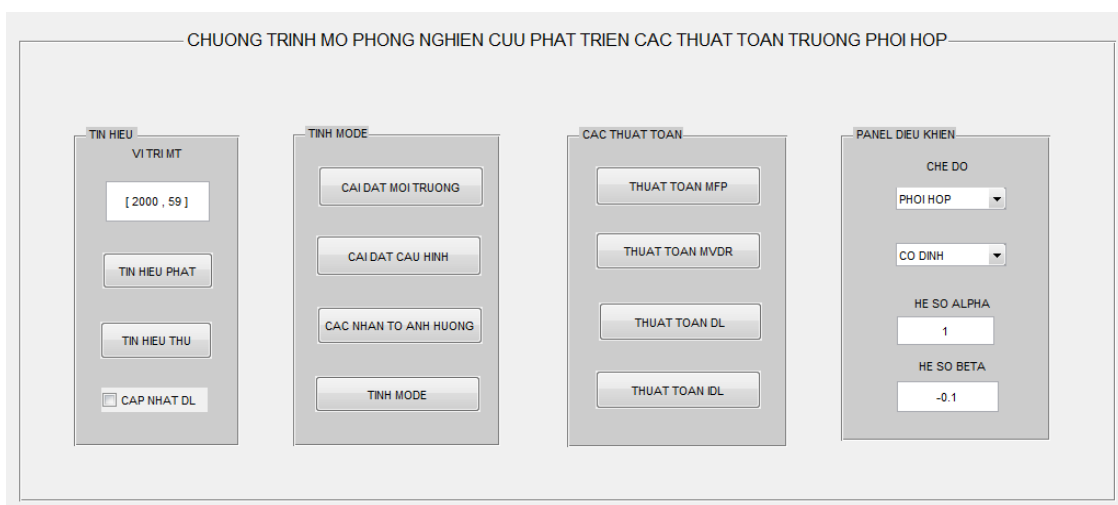 CHUONG TRINH MO PHONG NGHIEN CUU PHAT TRIEN CAC THUAT TOAN TRUONG PHOI HOP
TIN HIEU
VI TRI MT
[ 2000 , 59 ]
TIN HIEU PHAT
TIN HIEU THU
CAP NHAT DL
TINH MODE
CAI DAT MOI TRUONG
CAI DAT CAU HINH
CAC NHAN TO ANH HUONG
TINH MODE
CAC THUAT TOAN
THUAT TOAN MFP
THUAT TOAN MVDR
THUAT TOAN DL
THUAT TOAN IDL
PANEL DIEU KHIEN
CHE DO
PHOI HOP
CO DINH
HE SO ALPHA
1
HE SO BETA
-0.1